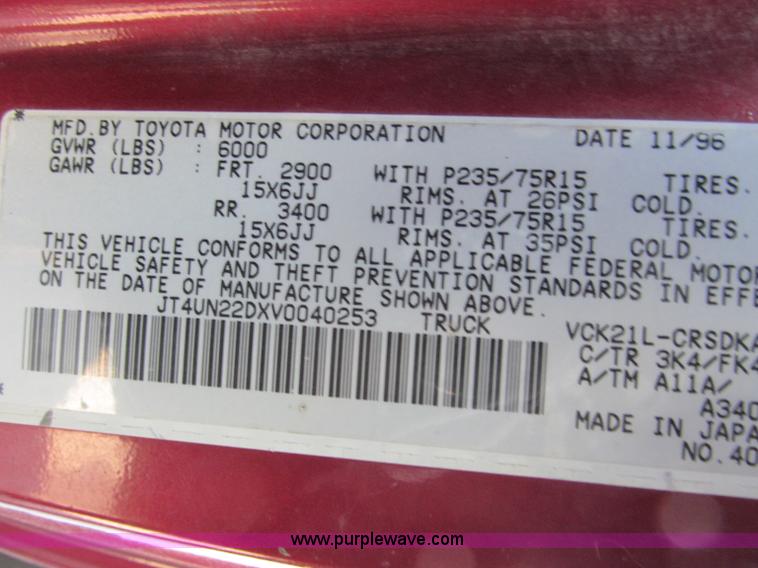 MFD.BY TOYOTA MOTOR CORPORATION DATE 11/96
GVWR (LBS) : 6000
GAWR (LBS) : FRT. 2900 WITH P235/75R15 TIRES.
15X6JJ RIMS. AT 26PSI COLD.
RR. 3400 WITH P235/75R15 TIRES.
15X6JJ RIMS. AT 35PSI COLD.
THIS VEHICLE CONFORMS TO ALL APPLICABLE FEDERAL MOTOR
VEHICLE SAFETY AND THEFT PREVENTION STANDARDS IN EFFE
ON THE DATE OF MANUFACTURE SHOWN ABOVE.
JT4UN22DXV0040253 TRUCK VCK21L-CRSDKA
C/TR 3K4/FK4
A/TM A11A/
A340
MADE IN JAPA
NO.40
www.purplewave.com